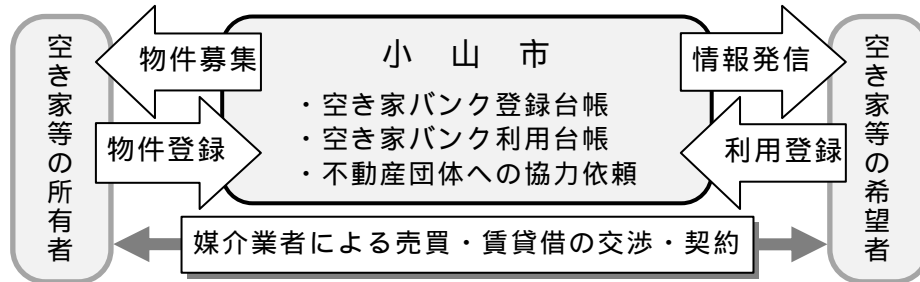 空き家等の所有者
物件募集
物件登録
小山市
・空き家バンク登録台帳
・空き家バンク利用台帳
・不動産団体への協力依頼
情報発信
利用登録
空き家等の希望者
媒介業者による売買・賃貸借の交渉・契約